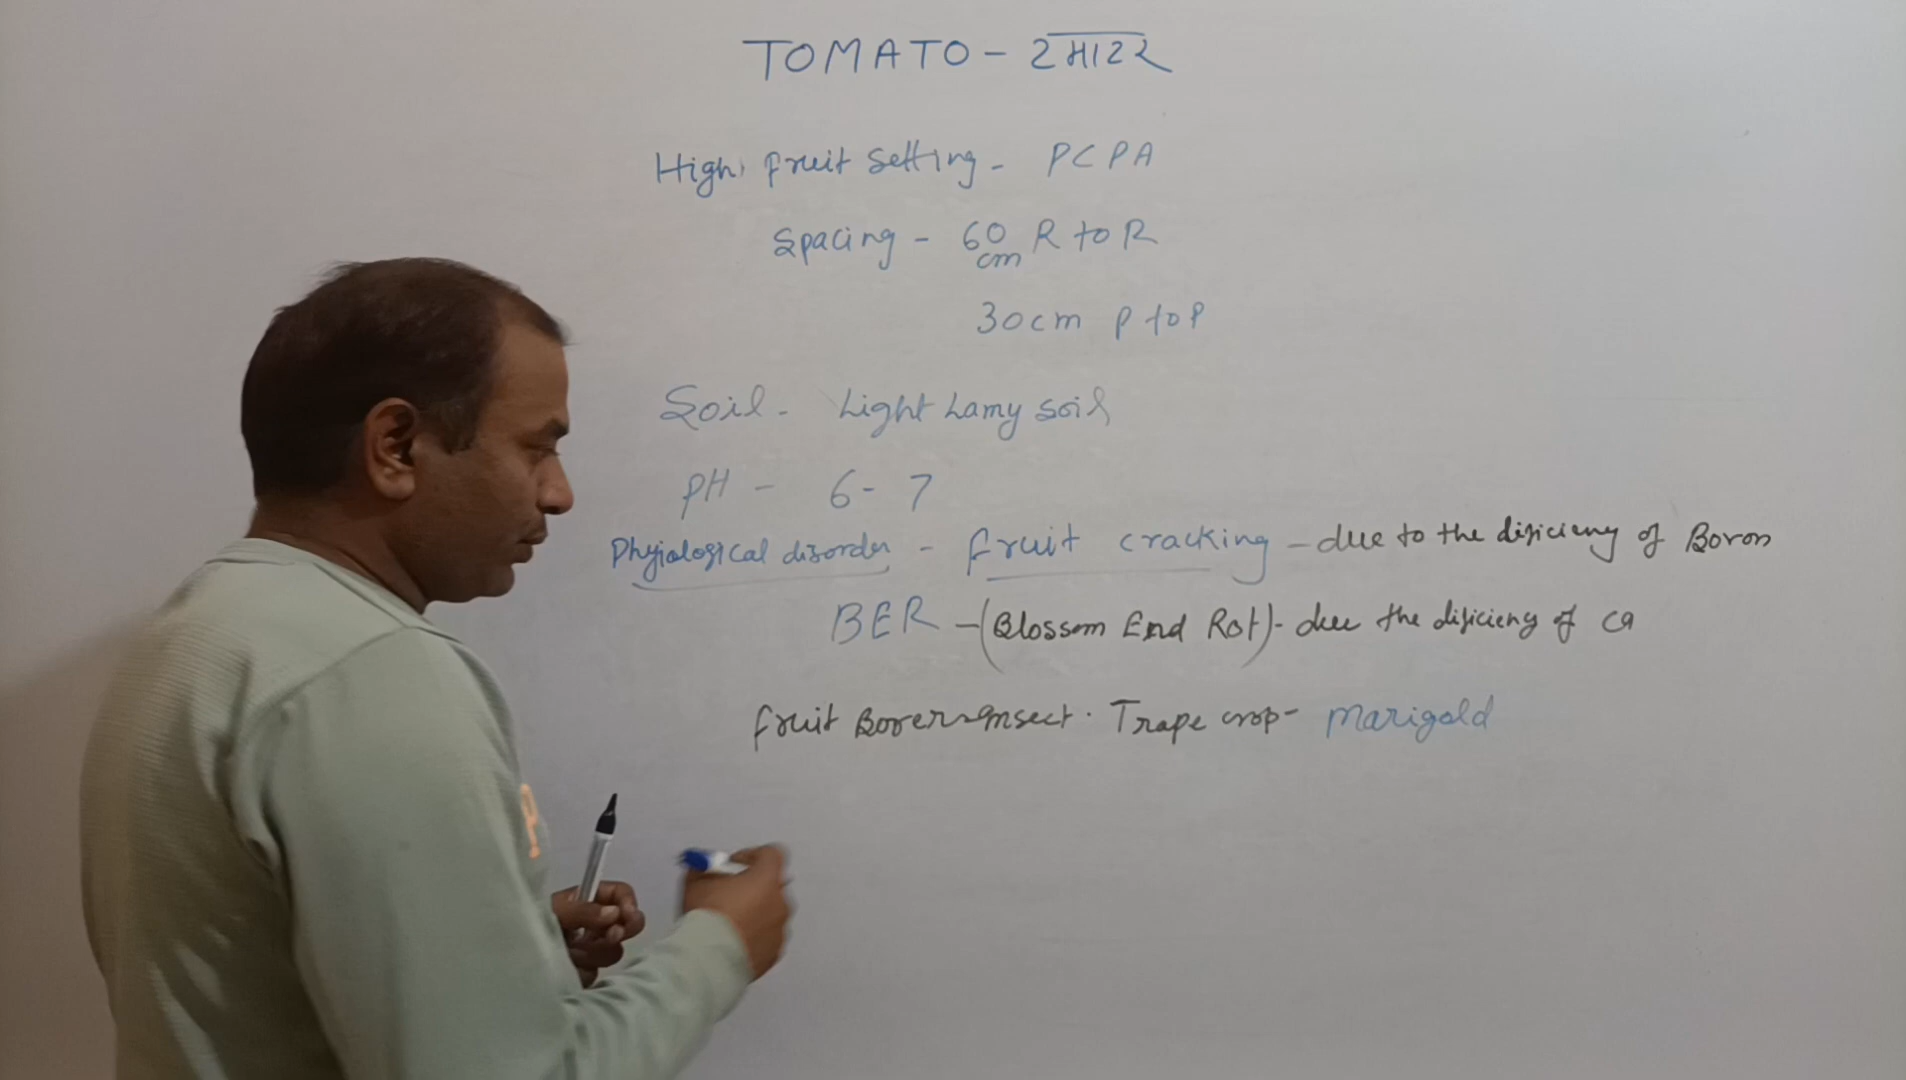 TOMATO - टमाटर
High fruit Setting - PCPA
Spacing - 60 cm R to R
30cm P to P
Soil - Light Lamy soil
PH - 6-7
Phyiological disorder - fruit cracking - due to the dificieny of Boron
BER - (Blossom End Rot) - due the dificieny of Ca
fruit Borer insect. Trape crop - Marigold
P